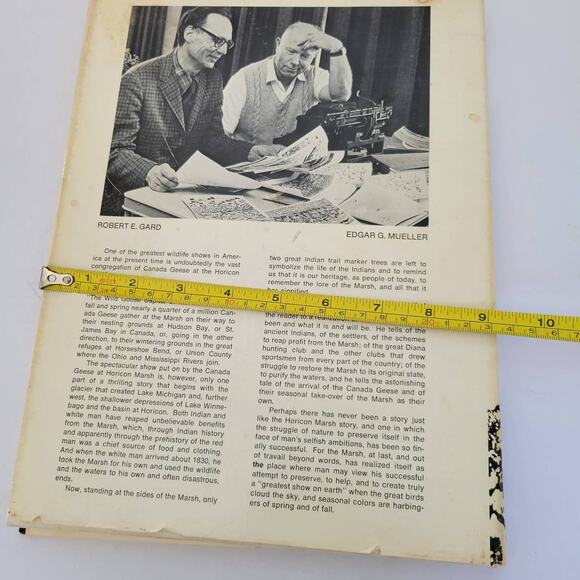 ROBERT E. GARD
EDGAR G. MUELLER
One of the greatest wildlife shows in Amer-
ica at the present time is undoubtedly the vast
congregation of Canada Geese at the Horicon
The Wild Goose Capital
fall and spring nearly a quarter of a million Can-
ada Geese gather at the Marsh on their way to
their nesting grounds at Hudson Bay, or St.
James Bay in Canada, or, going in the other
direction, to their wintering grounds in the great
refuges at Horseshoe Bend, or Union County
where the Ohio and Mississippi Rivers join.
The spectacular show put on by the Canada
Geese at Horicon Marsh is, however, only one
part of a thrilling story that begins with the
glacier that created Lake Michigan and, further
west, the shallower depressions of Lake Winne-
bago and the basin at Horicon. Both Indian and
white man have reaped unbelievable benefits
from the Marsh, which, through Indian history
and apparently through the prehistory of the red
man was a chief source of food and clothing.
And when the white man arrived about 1830, he
took the Marsh for his own and used the wildlife
and the waters to his own and often disastrous,
ends.
Now, standing at the sides of the Marsh, only
two great Indian trail marker trees are left to
symbolize the life of the Indians and to remind
us that it is our heritage, as people of today, to
remember the lore of the Marsh, and all that it
has signified.
the reader to a
been and what it is and will be. He tells of the
ancient Indians, of the settlers, of the schemes
to reap profit from the Marsh; of the great Diana
hunting club and the other clubs that drew
sportsmen from every part of the country; of the
struggle to restore the Marsh to its original state,
to purify the waters, and he tells the astonishing
tale of the arrival of the Canada Geese and of
their seasonal take-over of the Marsh as their
own.
Perhaps there has never been a story just
like the Horicon Marsh story, and one in which
the struggle of nature to preserve itself in the
face of man's selfish ambitions, has been so fin-
ally successful. For the Marsh, at last, and out
of travail beyond words, has realized itself as
the place where man may view his successful
attempt to preserve, to help, and to create truly
a "greatest show on earth" when the great birds
cloud the sky, and seasonal colors are harbing-
ers of spring and of fall.
1 2 3 4 5 6 7 8 9 10